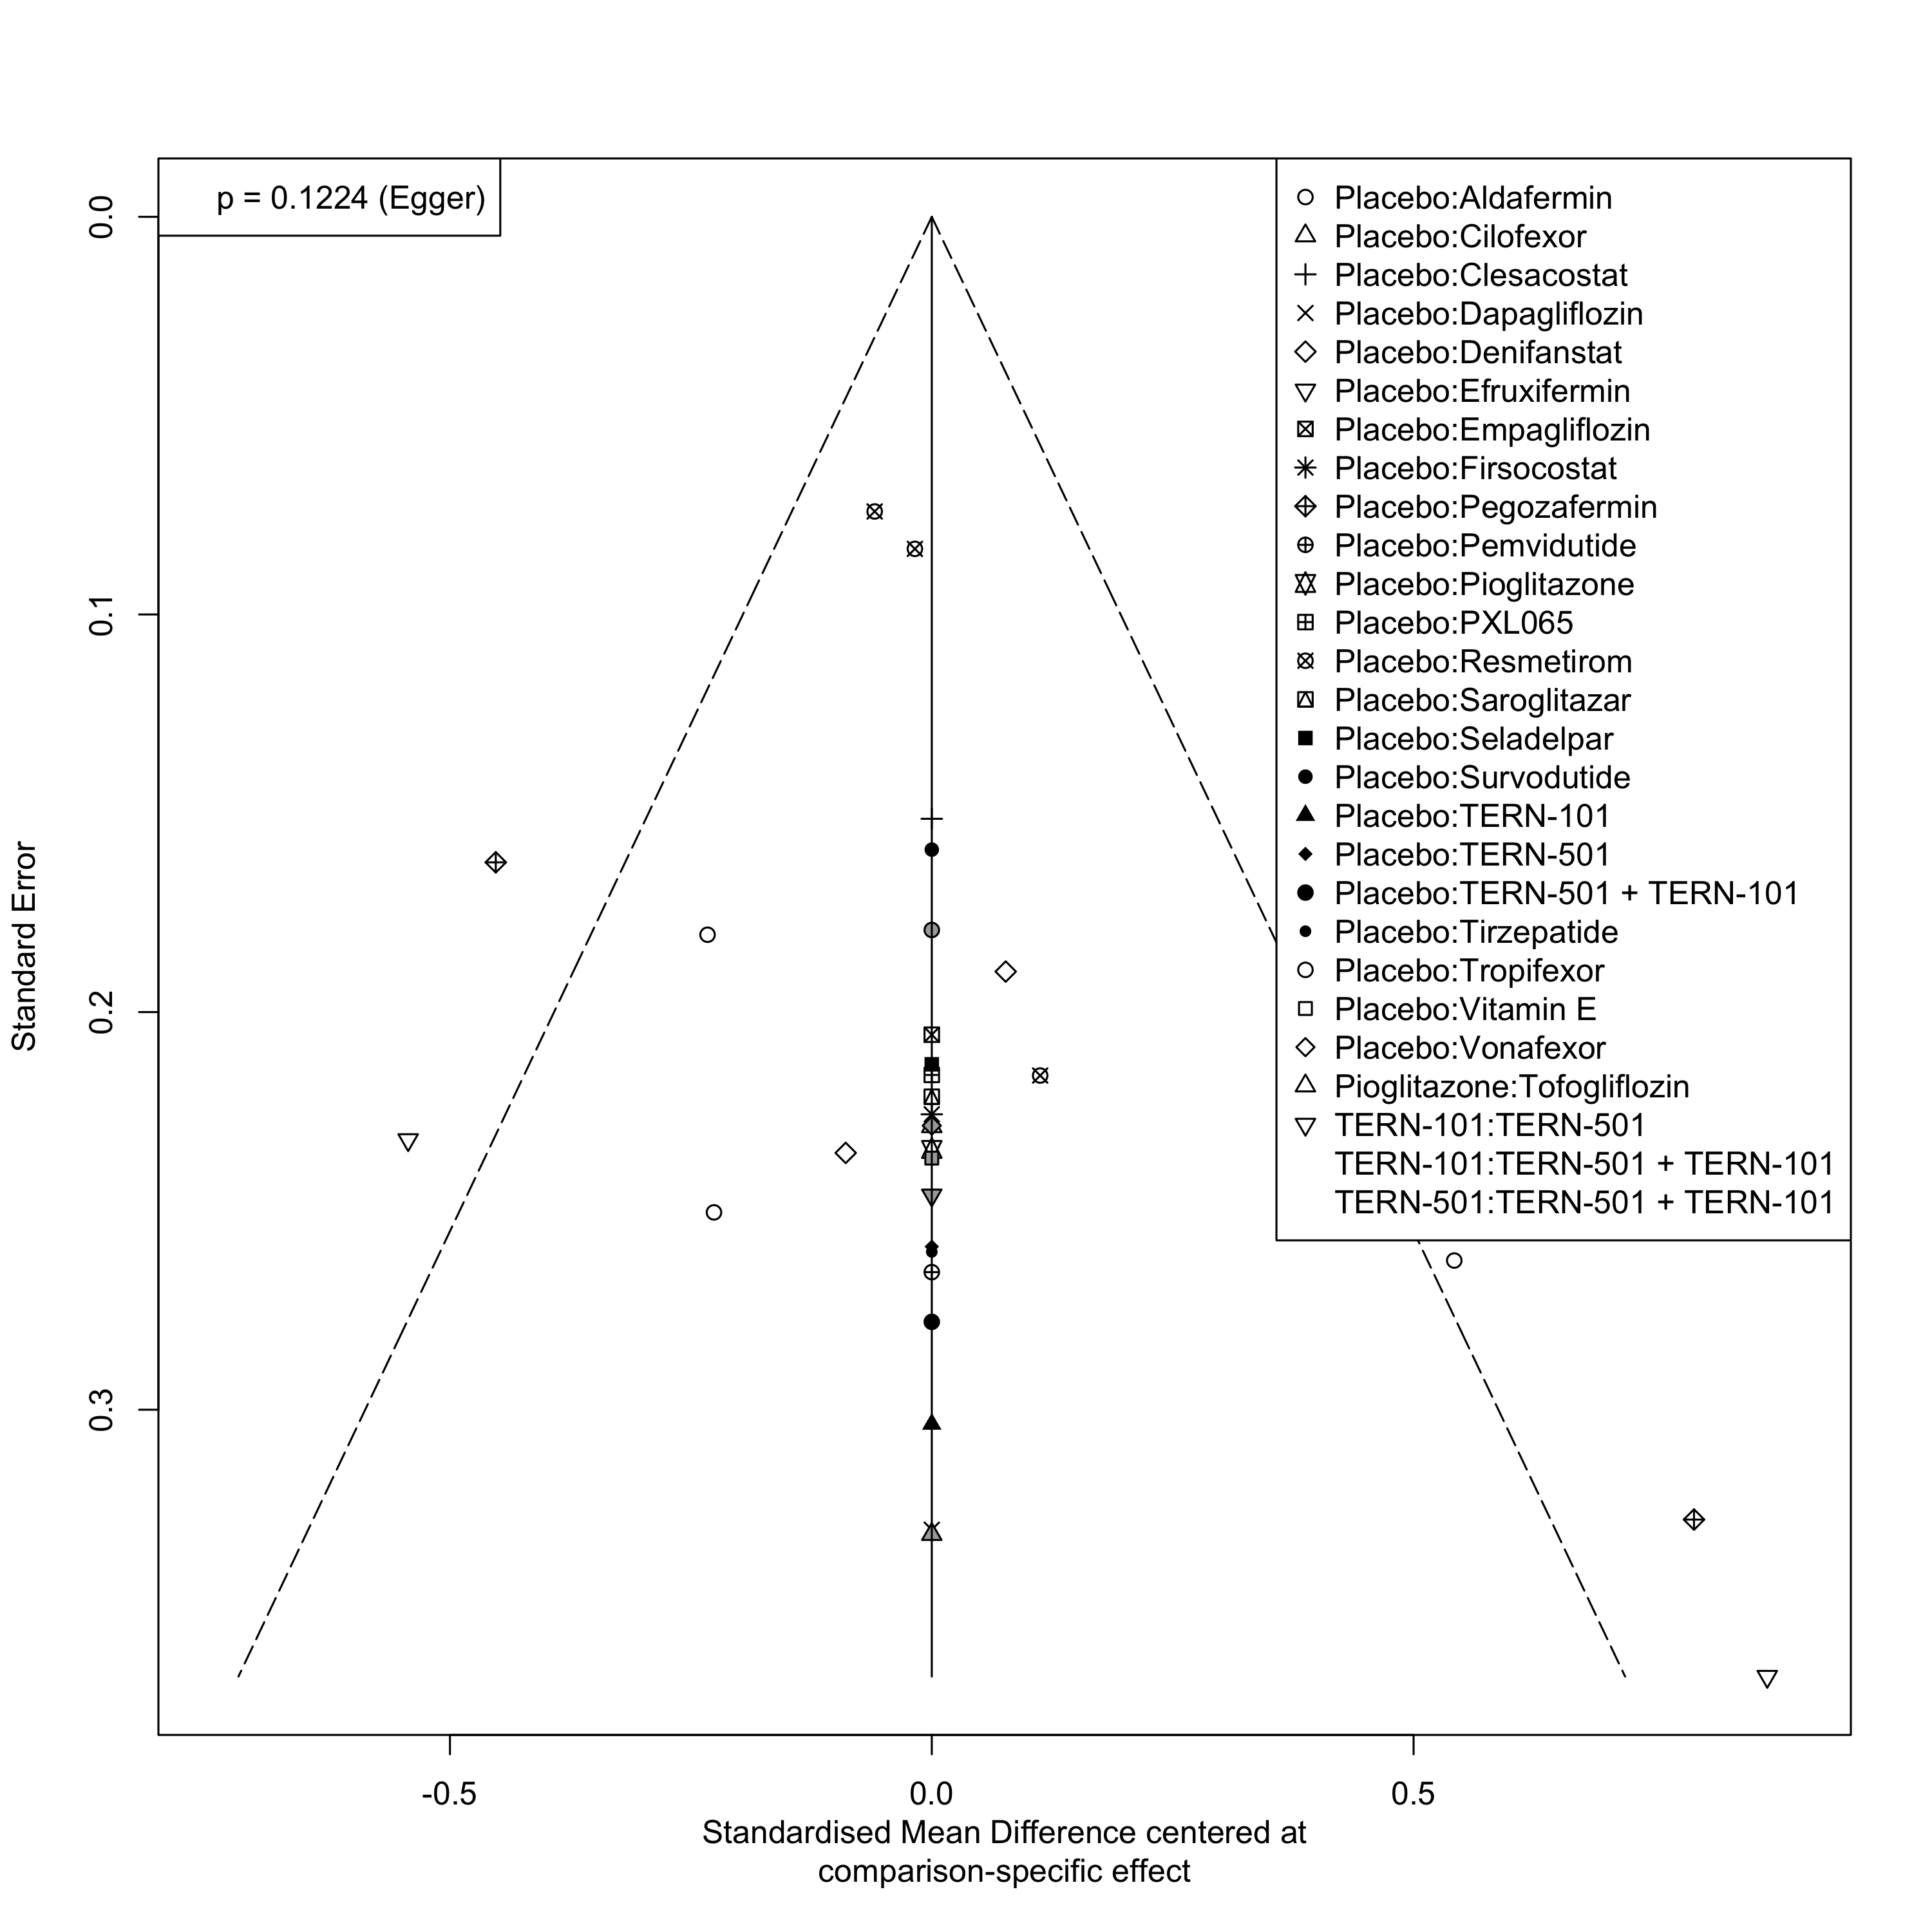 p = 0.1224 (Egger)
Placebo:Aldafermin
Placebo:Cilofexor
Placebo:Clesacostat
Placebo:Dapagliflozin
Placebo:Denifanstat
Placebo:Efruxifermin
Placebo:Empagliflozin
Placebo:Firsocostat
Placebo:Pegozafermin
Placebo:Pemvidutide
Placebo:Pioglitazone
Placebo:PXL065
Placebo:Resmetirom
Placebo:Saroglitazar
Placebo:Seladelpar
Placebo:Survodutide
Placebo:TERN-101
Placebo:TERN-501
Placebo:TERN-501 + TERN-101
Placebo:Tirzepatide
Placebo:Tropifexor
Placebo:Vitamin E
Placebo:Vonafexor
Pioglitazone:Tofogliflozin
TERN-101:TERN-501
TERN-101:TERN-501 + TERN-101
TERN-501:TERN-501 + TERN-101
0.0
0.1
0.2
0.3
Standard Error
-0.5
0.0
0.5
Standardised Mean Difference centered at
comparison-specific effect